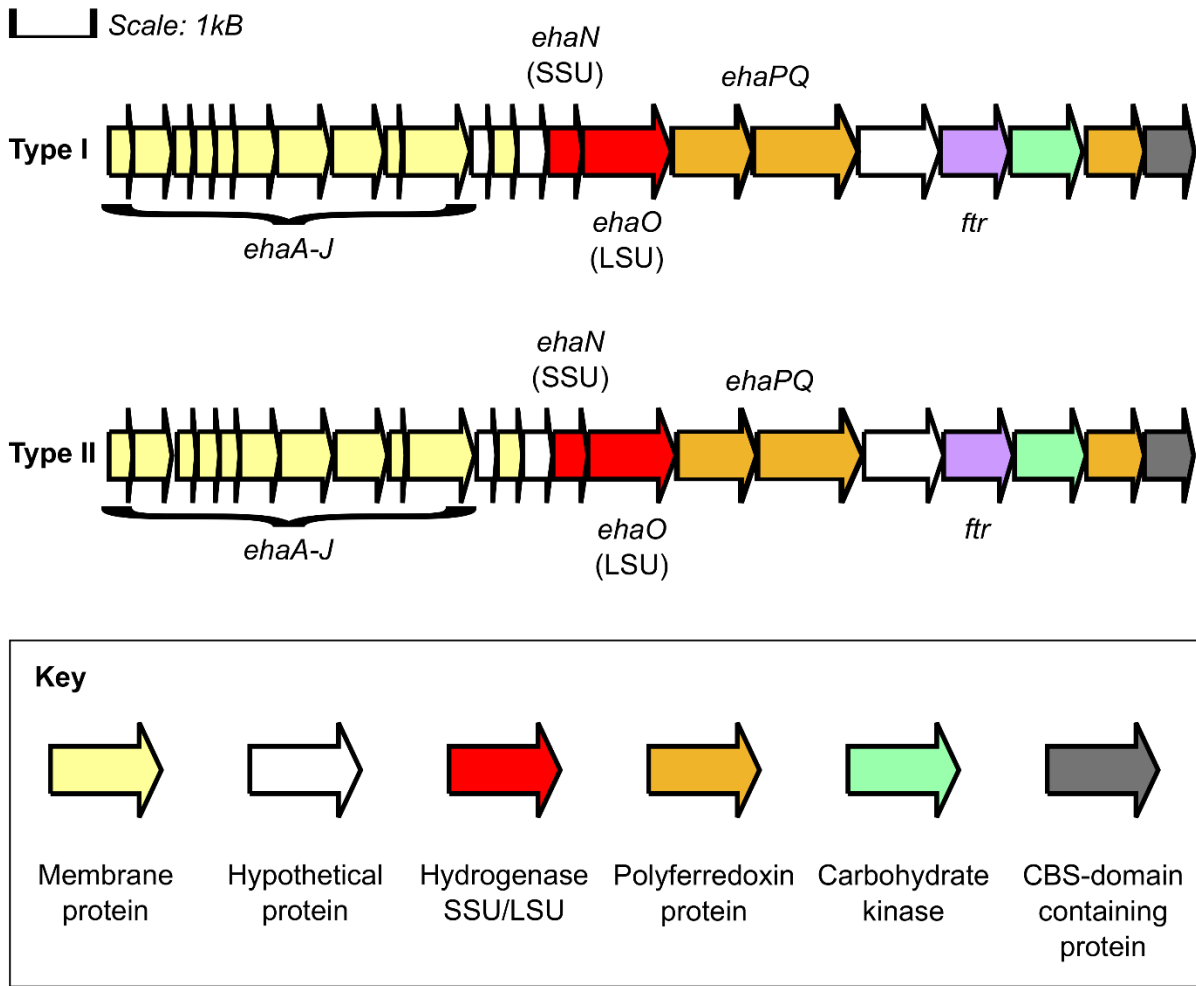 Scale: 1kB
ehaN
(SSU)
ehaPQ
Type I
ehaA-J
ehaO
(LSU)
ftr
ehaN
(SSU)
ehaPQ
Type II
ehaA-J
ehaO
(LSU)
ftr
Key
Membrane
protein
Hypothetical
protein
Hydrogenase
SSU/LSU
Polyferredoxin
protein
Carbohydrate
kinase
CBS-domain
containing
protein